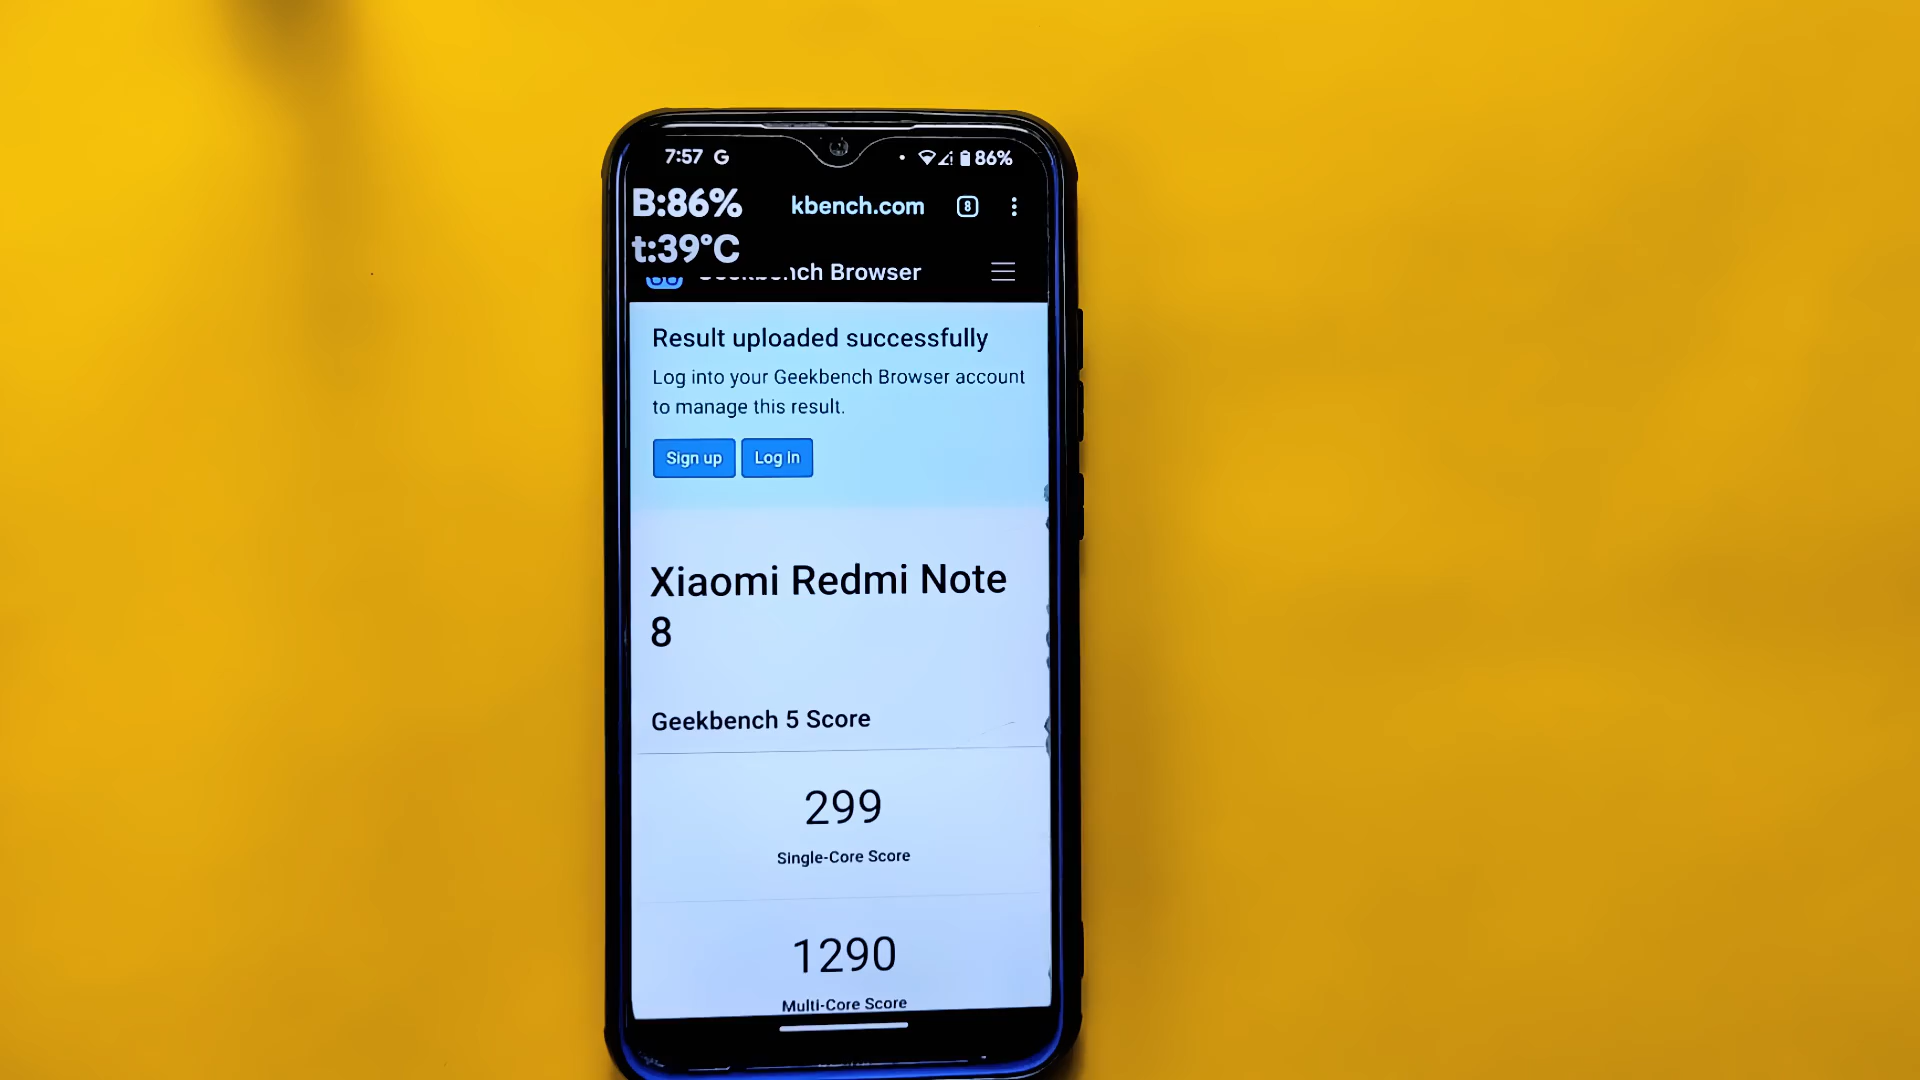 7:57 G 86%
B:86% kbench.com 8
t:39°C
ch Browser
Result uploaded successfully
Log into your Geekbench Browser account
to manage this result.
Sign up Log in
Xiaomi Redmi Note
8
Geekbench 5 Score
299
Single-Core Score
1290
Multi-Core Score